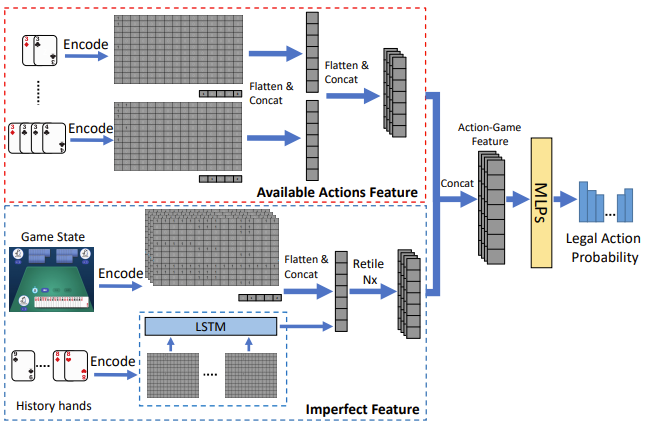 Encode
Flatten &
Concat
Flatten &
Concat
Encode
Available Actions Feature
Action-Game
Feature
Concat
MLPs
Legal Action
Probability
Game State
Encode
Flatten &
Concat
Retile
Nx
LSTM
Encode
History hands
Imperfect Feature